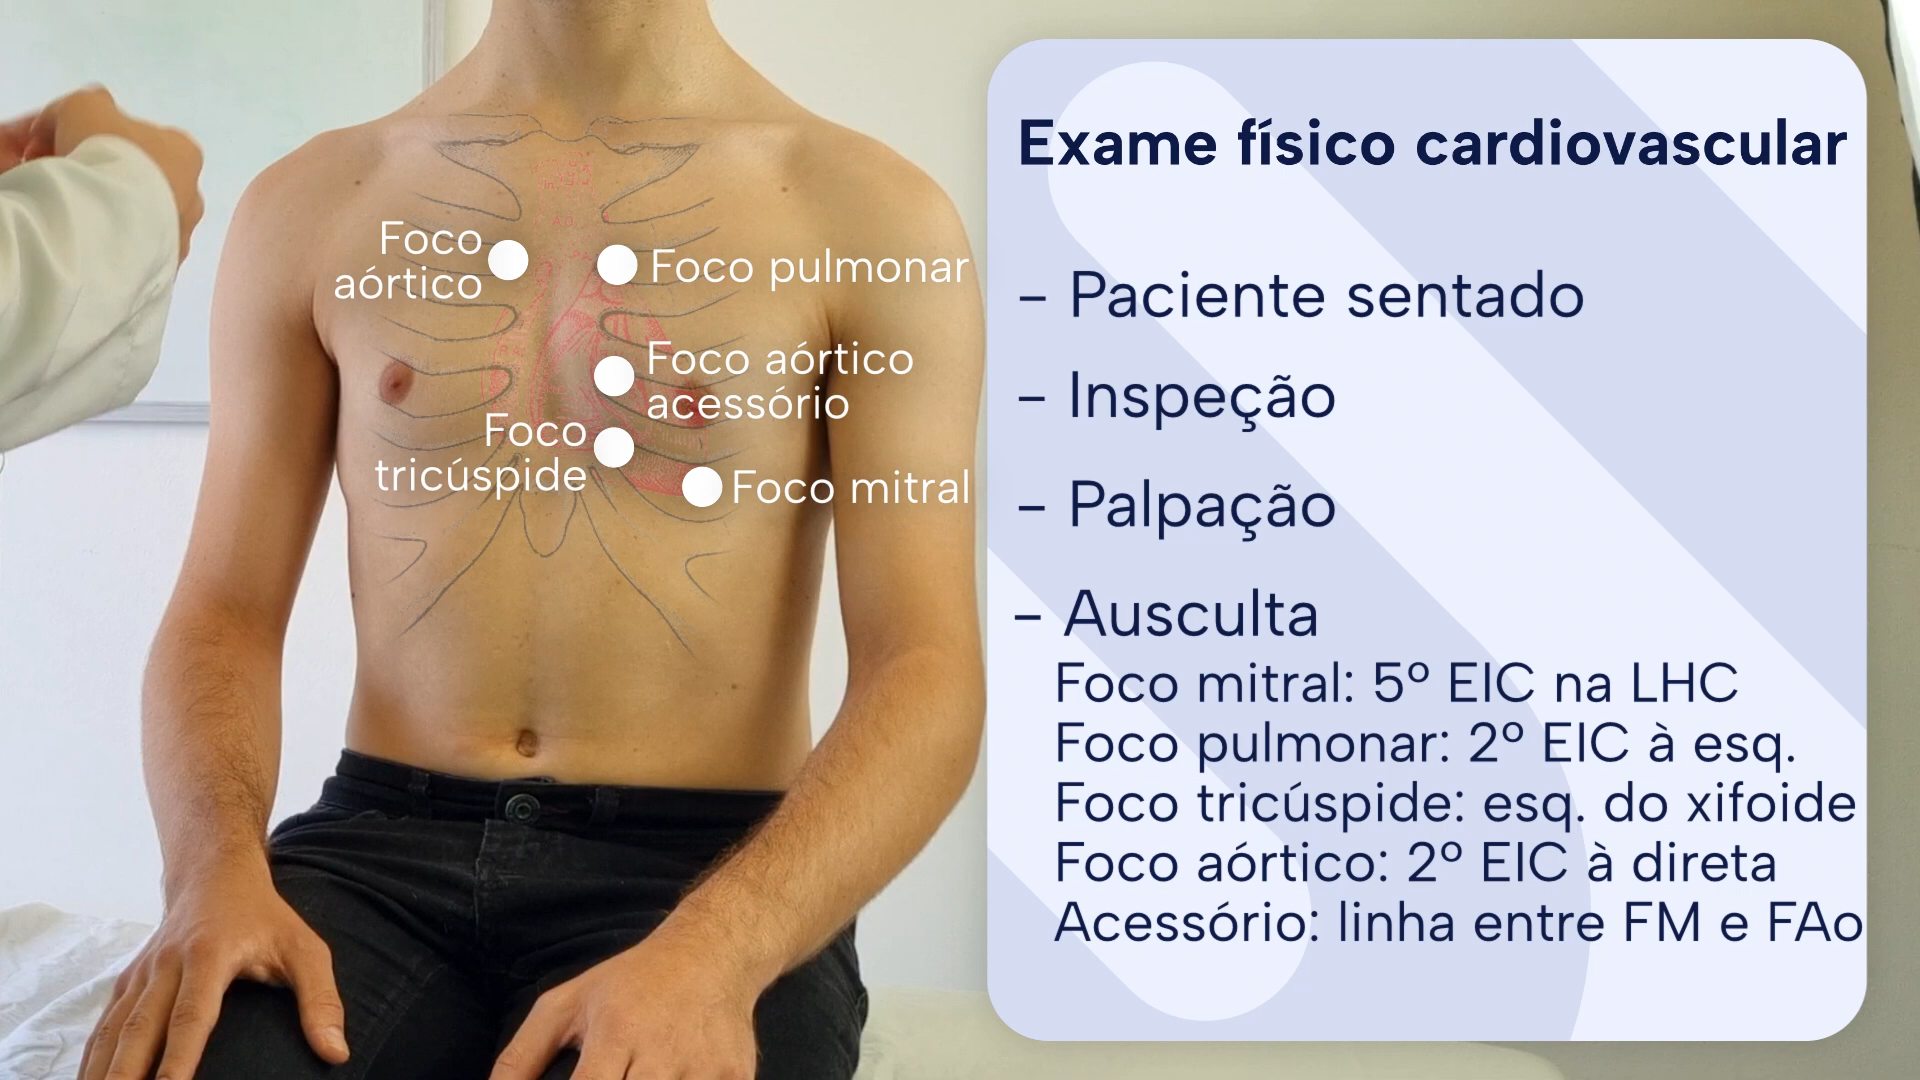 Foco
aórtico
Foco pulmonar
Foco aórtico
acessório
Foco
tricúspide
Foco mitral
Exame físico cardiovascular
- Paciente sentado
- Inspeção
- Palpação
- Ausculta
Foco mitral: 5º EIC na LHC
Foco pulmonar: 2º EIC à esq.
Foco tricúspide: esq. do xifoide
Foco aórtico: 2º EIC à direta
Acessório: linha entre FM e FAo